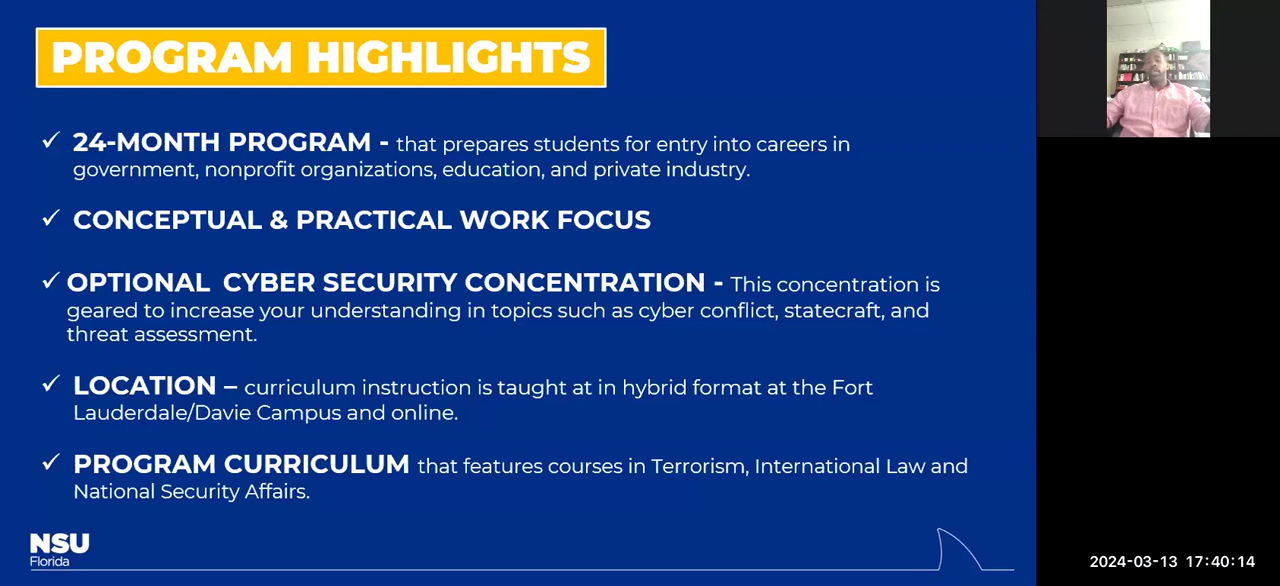 PROGRAM HIGHLIGHTS
✓ 24-MONTH PROGRAM - that prepares students for entry into careers in
government, nonprofit organizations, education, and private industry.
✓ CONCEPTUAL & PRACTICAL WORK FOCUS
✓ OPTIONAL CYBER SECURITY CONCENTRATION - This concentration is
geared to increase your understanding in topics such as cyber conflict, statecraft, and
threat assessment.
✓ LOCATION – curriculum instruction is taught at in hybrid format at the Fort
Lauderdale/Davie Campus and online.
✓ PROGRAM CURRICULUM that features courses in Terrorism, International Law and
National Security Affairs.
NSU
Florida
2024-03-13 17:40:14